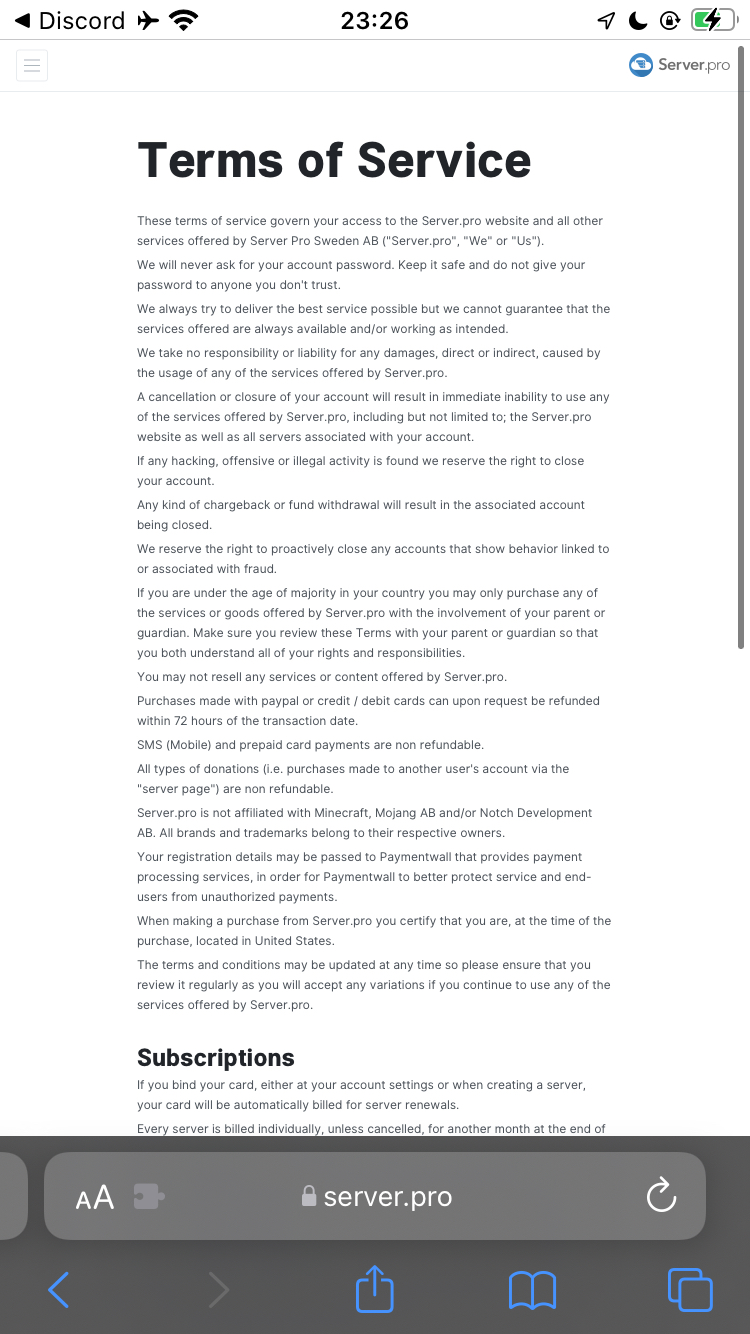 Discord
23:26
Server.pro
Terms of Service
These terms of service govern your access to the Server.pro website and all other
services offered by Server Pro Sweden AB ("Server.pro", "We" or "Us").
We will never ask for your account password. Keep it safe and do not give your
password to anyone you don't trust.
We always try to deliver the best service possible but we cannot guarantee that the
services offered are always available and/or working as intended.
We take no responsibility or liability for any damages, direct or indirect, caused by
the usage of any of the services offered by Server.pro.
A cancellation or closure of your account will result in immediate inability to use any
of the services offered by Server.pro, including but not limited to; the Server.pro
website as well as all servers associated with your account.
If any hacking, offensive or illegal activity is found we reserve the right to close
your account.
Any kind of chargeback or fund withdrawal will result in the associated account
being closed.
We reserve the right to proactively close any accounts that show behavior linked to
or associated with fraud.
If you are under the age of majority in your country you may only purchase any of
the services or goods offered by Server.pro with the involvement of your parent or
guardian. Make sure you review these Terms with your parent or guardian so that
you both understand all of your rights and responsibilities.
You may not resell any services or content offered by Server.pro.
Purchases made with paypal or credit / debit cards can upon request be refunded
within 72 hours of the transaction date.
SMS (Mobile) and prepaid card payments are non refundable.
All types of donations (i.e. purchases made to another user's account via the
"server page") are non refundable.
Server.pro is not affiliated with Minecraft, Mojang AB and/or Notch Development
AB. All brands and trademarks belong to their respective owners.
Your registration details may be passed to Paymentwall that provides payment
processing services, in order for Paymentwall to better protect service and end-
users from unauthorized payments.
When making a purchase from Server.pro you certify that you are, at the time of the
purchase, located in United States.
The terms and conditions may be updated at any time so please ensure that you
review it regularly as you will accept any variations if you continue to use any of the
services offered by Server.pro.
Subscriptions
If you bind your card, either at your account settings or when creating a server,
your card will be automatically billed for server renewals.
Every server is billed individually, unless cancelled, for another month at the end of
AA
server.pro